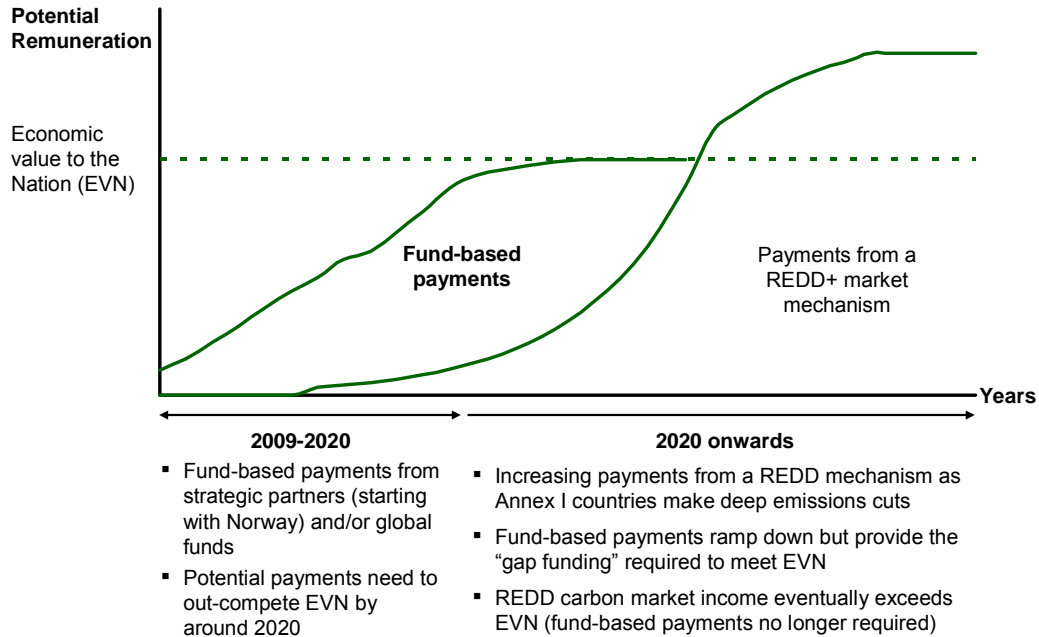 Potential
Remuneration
Economic
value to the
Nation (EVN)
Fund-based
payments
Payments from a
REDD+ market
mechanism
Years
2009-2020
▪ Fund-based payments from
strategic partners (starting
with Norway) and/or global
funds
▪ Potential payments need to
out-compete EVN by
around 2020
2020 onwards
▪ Increasing payments from a REDD mechanism as
Annex I countries make deep emissions cuts
▪ Fund-based payments ramp down but provide the
“gap funding” required to meet EVN
▪ REDD carbon market income eventually exceeds
EVN (fund-based payments no longer required)